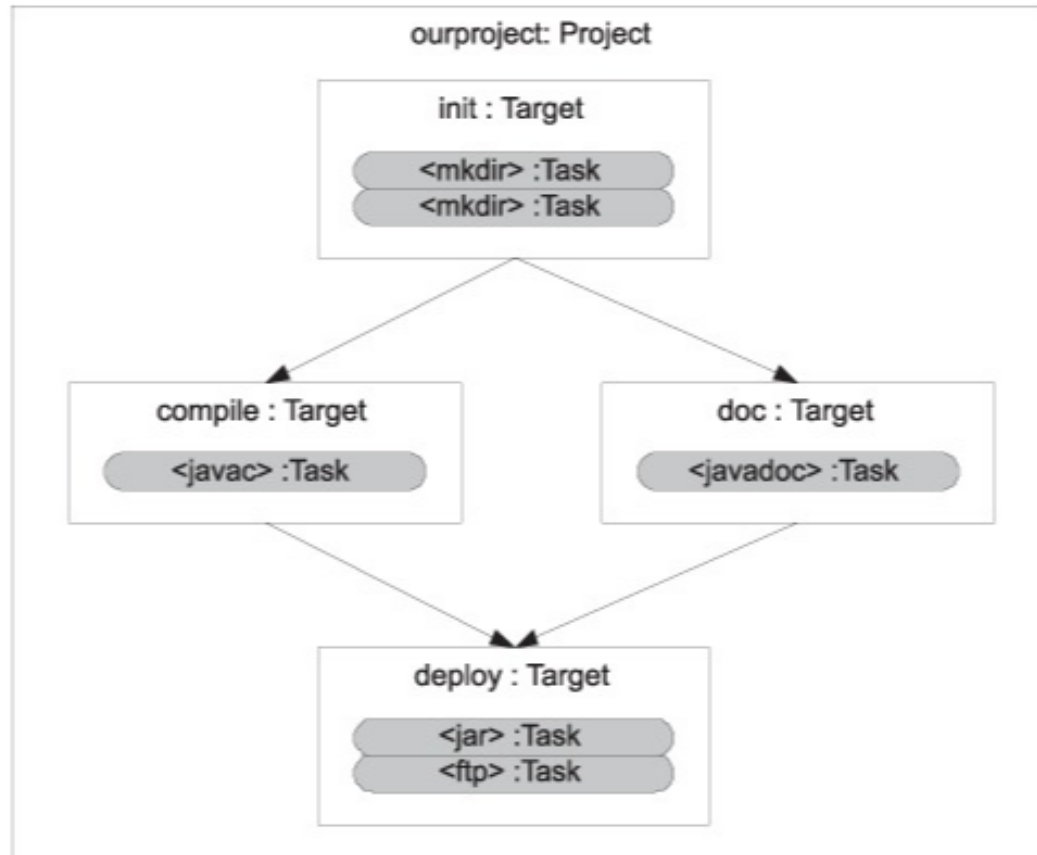 ourproject: Project
init : Target
<mkdir> :Task
<mkdir> :Task
compile : Target
<javac> :Task
doc : Target
<javadoc> :Task
deploy : Target
<jar> :Task
<ftp> :Task